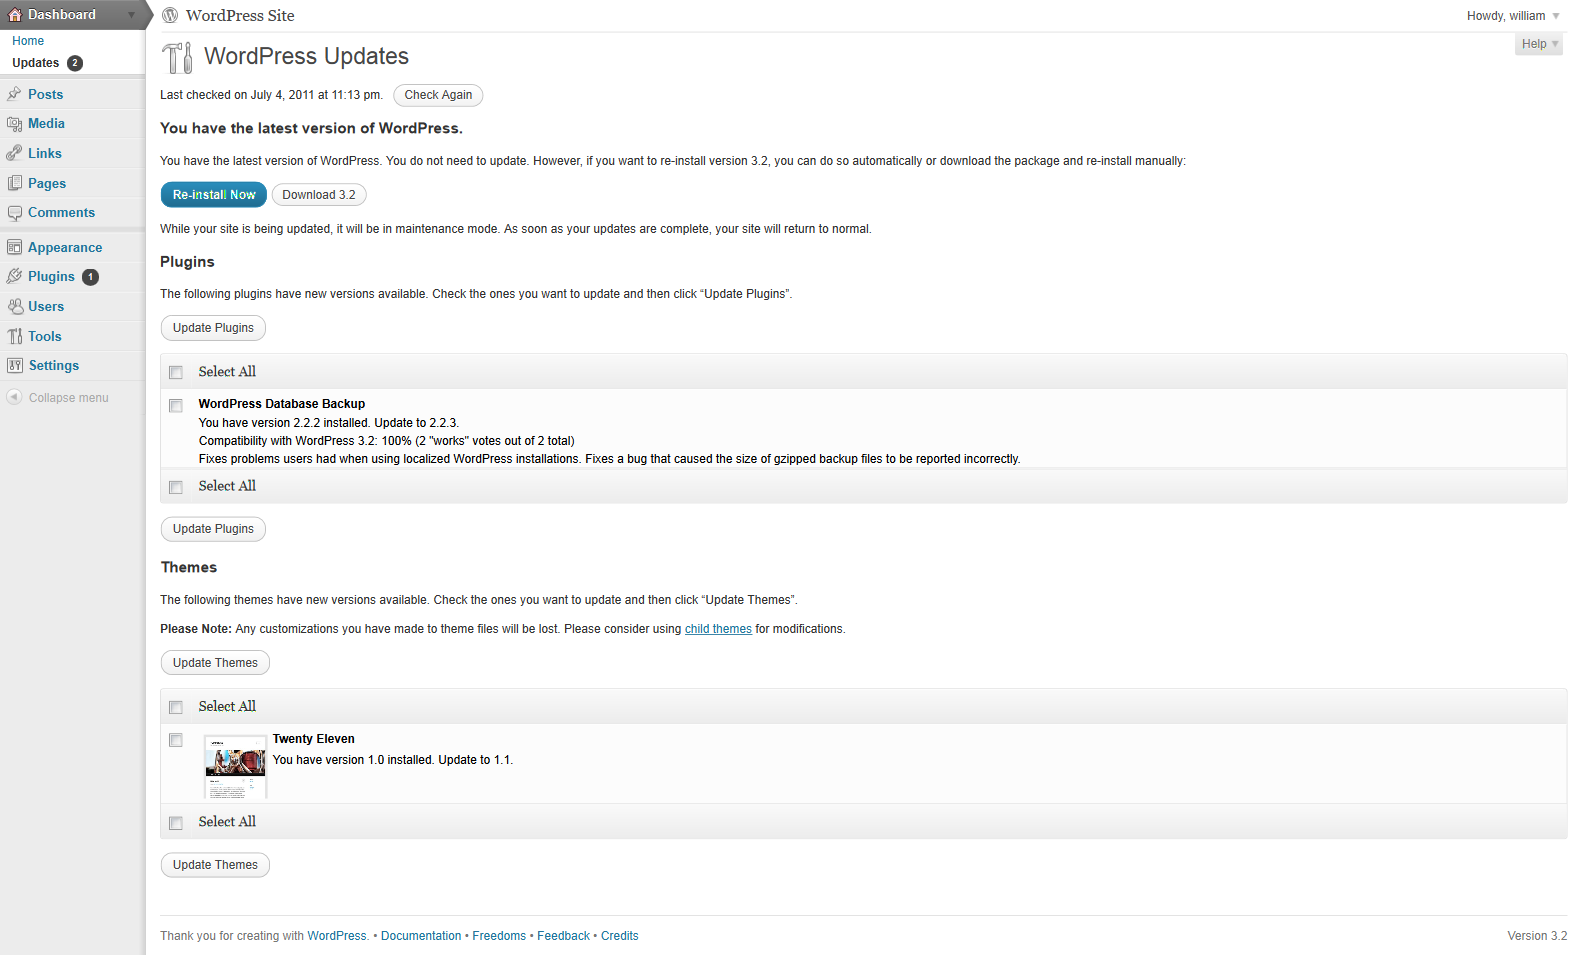 Dashboard
Home
Updates 2
Posts
Media
Links
Pages
Comments
Appearance
Plugins 1
Users
Tools
Settings
Collapse menu
WordPress Site
Howdy, william
Help
WordPress Updates
Last checked on July 4, 2011 at 11:13 pm. Check Again
You have the latest version of WordPress.
You have the latest version of WordPress. You do not need to update. However, if you want to re-install version 3.2, you can do so automatically or download the package and re-install manually:
Re-install Now Download 3.2
While your site is being updated, it will be in maintenance mode. As soon as your updates are complete, your site will return to normal.
Plugins
The following plugins have new versions available. Check the ones you want to update and then click “Update Plugins”.
Update Plugins
Select All
WordPress Database Backup
You have version 2.2.2 installed. Update to 2.2.3.
Compatibility with WordPress 3.2: 100% (2 "works" votes out of 2 total)
Fixes problems users had when using localized WordPress installations. Fixes a bug that caused the size of gzipped backup files to be reported incorrectly.
Select All
Update Plugins
Themes
The following themes have new versions available. Check the ones you want to update and then click “Update Themes”.
Please Note: Any customizations you have made to theme files will be lost. Please consider using child themes for modifications.
Update Themes
Select All
Twenty Eleven
You have version 1.0 installed. Update to 1.1.
Select All
Update Themes
Thank you for creating with WordPress. • Documentation • Freedoms • Feedback • Credits
Version 3.2